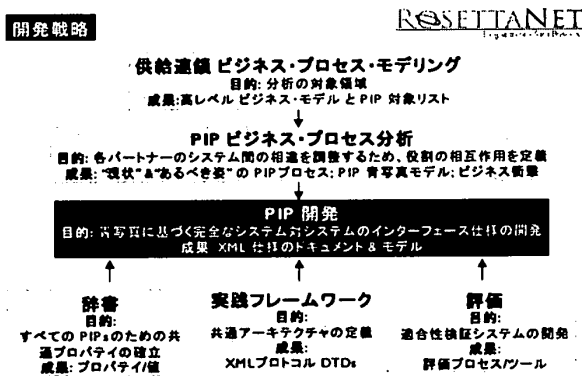 開発戦略
ROSETTANET
供給連鎖 ビジネス・プロセス・モデリング
目的: 分析の対象領域
成果:高レベル ビジネス・モデル と PIP 対象リスト
PIP ビジネス・プロセス分析
目的: 各パートナーのシステム間の相違を調整するため、役割の相互作用を定義
成果: "現状"&"あるべき姿" の PIPプロセス; PIP 青写真モデル; ビジネス衝撃
PIP 開発
目的: 青写真に基づく完全なシステム対システムのインターフェース仕様の開発
成果 XML 仕様のドキュメント & モデル
辞書
目的:
すべての PIPsのための共
通プロパティの確立
成果: プロパティ/値
実践フレームワーク
目的:
共通アーキテクチャの定義
成果:
XMLプロトコル DTDs
評価
目的:
適合性検証システムの開発
成果:
評価プロセス/ツール